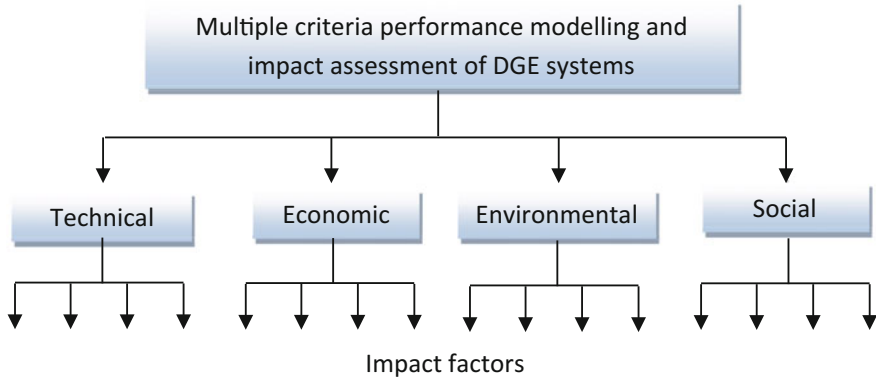 Multiple criteria performance modelling and
impact assessment of DGE systems
Technical
Economic
Environmental
Social
Impact factors